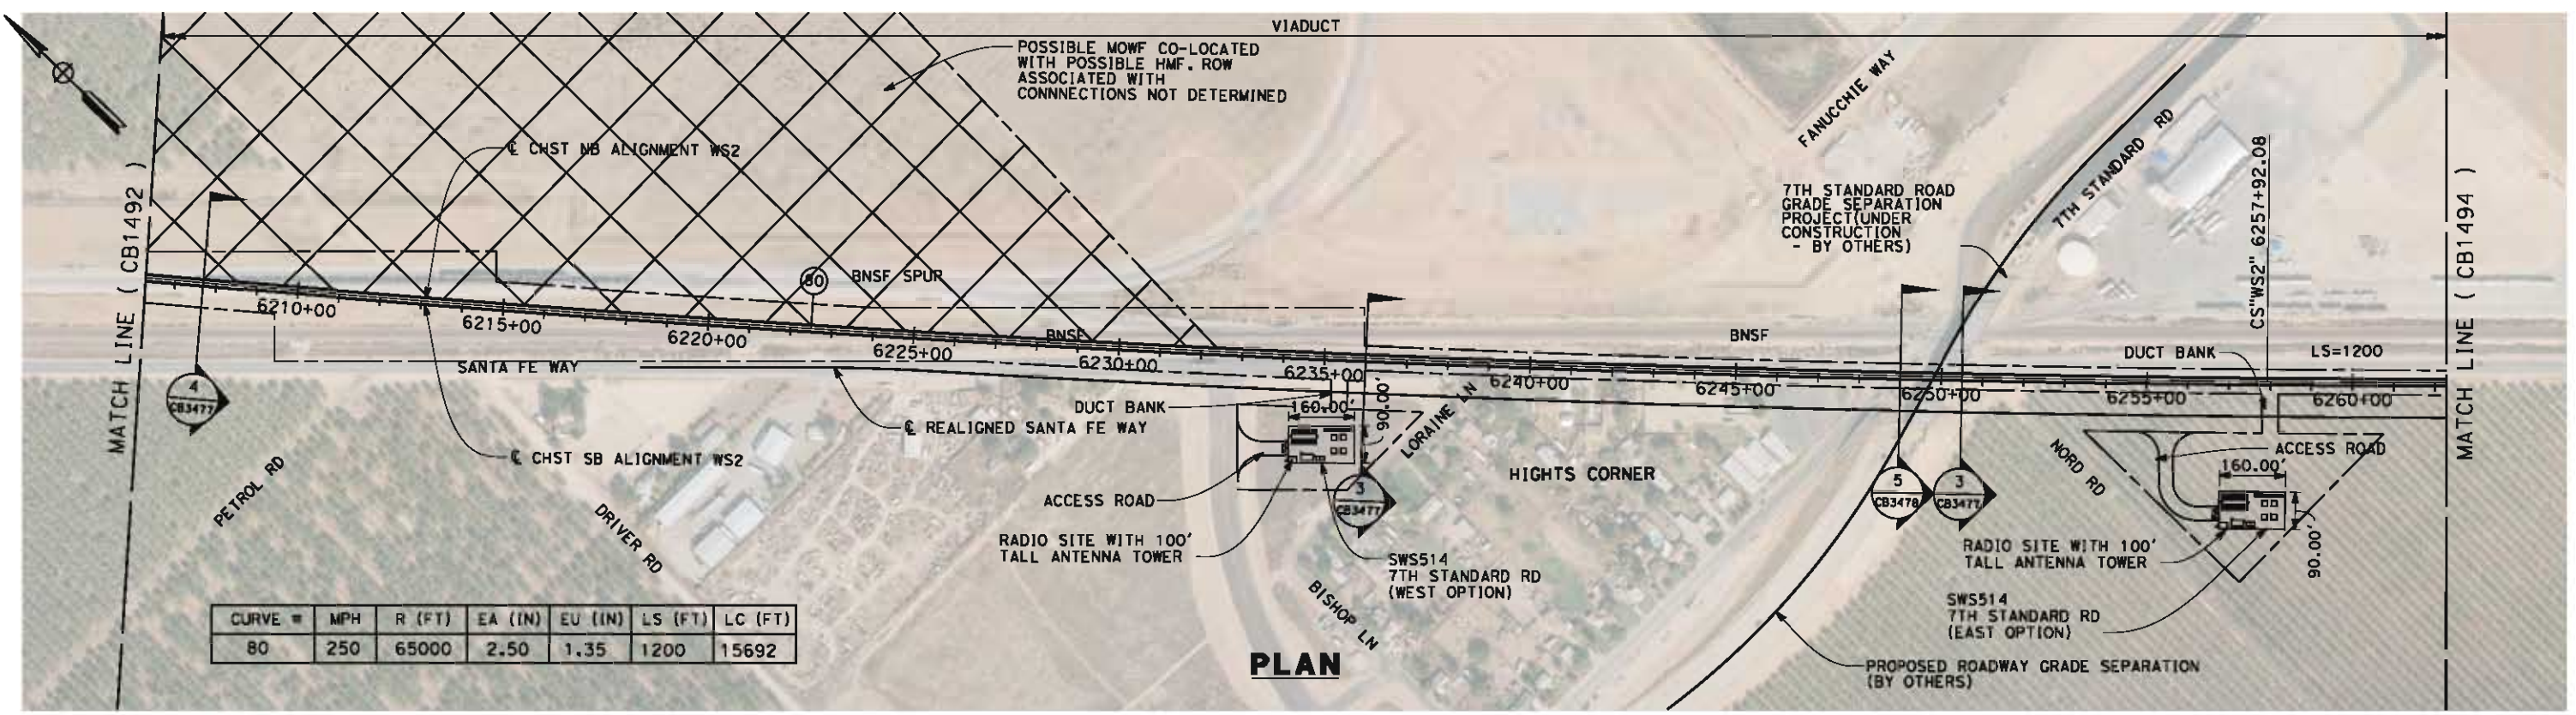 VIADUCT
POSSIBLE MOWF CO-LOCATED
WITH POSSIBLE HMF. ROW
ASSOCIATED WITH
CONNNECTIONS NOT DETERMINED
FANUCCHIE WAY
7TH STANDARD RD
MATCH LINE ( CB1492 )
℄ CHST NB ALIGNMENT WS2
7TH STANDARD ROAD
GRADE SEPARATION
PROJECT(UNDER
CONSTRUCTION
- BY OTHERS)
CS"WS2" 6257+92.08
MATCH LINE ( CB1494 )
80
BNSF SPUR
6210+00
6215+00
6220+00
6225+00
6230+00
6235+00
6240+00
6245+00
6250+00
6255+00
6260+00
BNSF
BNSF
DUCT BANK
LS=1200
SANTA FE WAY
4
CB3477
DUCT BANK
160.00'
90.00'
LORAINE LN
℄ REALIGNED SANTA FE WAY
℄ CHST SB ALIGNMENT WS2
PETROL RD
DRIVER RD
ACCESS ROAD
3
CB3477
HIGHTS CORNER
5
CB3478
3
CB3477
NORD RD
ACCESS ROAD
160.00'
90.00'
RADIO SITE WITH 100'
TALL ANTENNA TOWER
SWS514
7TH STANDARD RD
(WEST OPTION)
BISHOP LN
RADIO SITE WITH 100'
TALL ANTENNA TOWER
SWS514
7TH STANDARD RD
(EAST OPTION)
PROPOSED ROADWAY GRADE SEPARATION
(BY OTHERS)
CURVE # MPH R (FT) EA (IN) EU (IN) LS (FT) LC (FT)
80 250 65000 2.50 1.35 1200 15692
PLAN